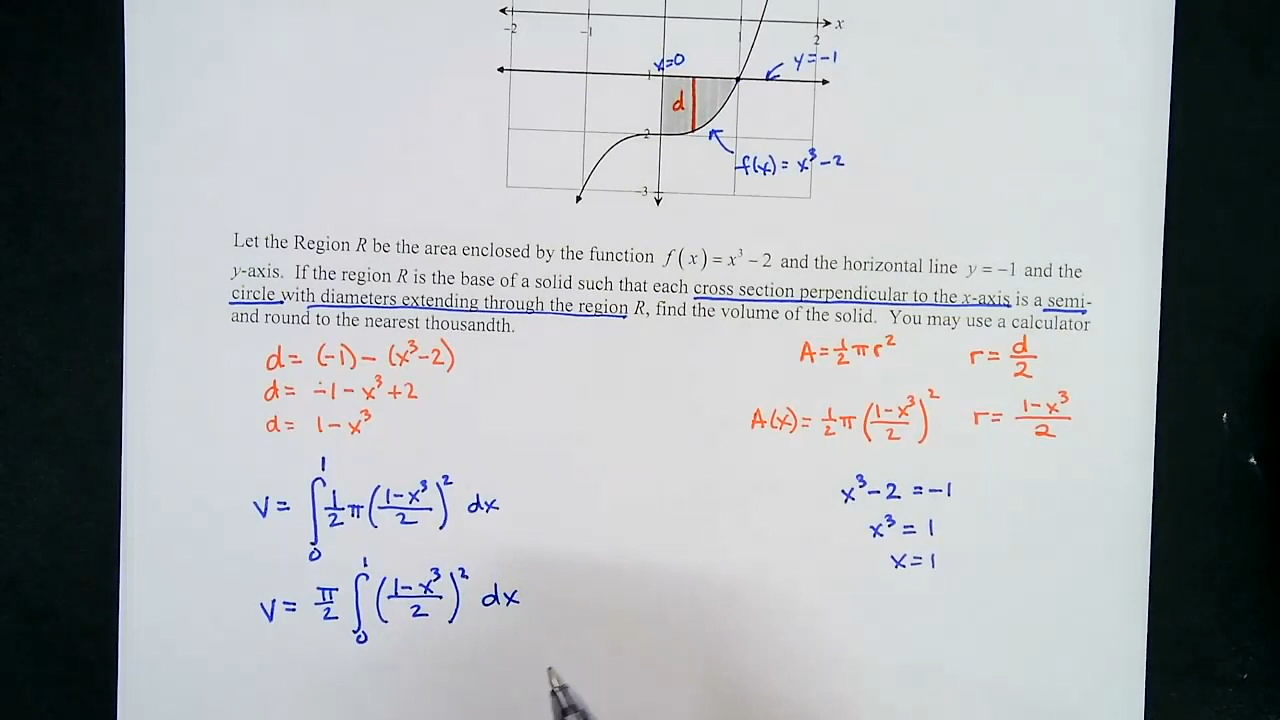 x
-2 -1 1 2
x=0 y=-1
1
d
2
f(x) = x³-2
-3
Let the Region R be the area enclosed by the function f(x) = x³ − 2 and the horizontal line y = −1 and the
y-axis. If the region R is the base of a solid such that each cross section perpendicular to the x-axis is a semi-
circle with diameters extending through the region R, find the volume of the solid. You may use a calculator
and round to the nearest thousandth.
d = (-1) - (x³-2) A = ½ π r² r = d/2
d = -1 - x³ + 2
d = 1 - x³ A(x) = ½ π ((1-x³)/2)² r = (1-x³)/2
V = ∫₀¹ ½ π ((1-x³)/2)² dx x³-2 = -1
x³ = 1
x = 1
V = π/2 ∫₀¹ ((1-x³)/2)² dx